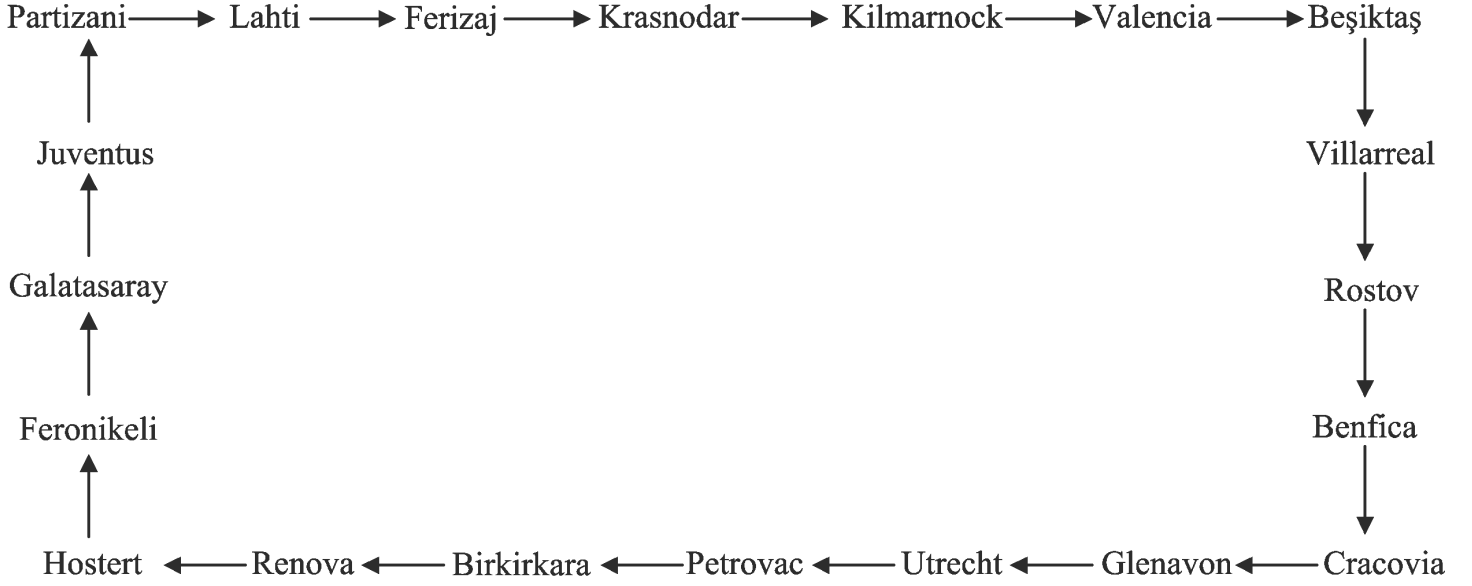 Partizani Lahti Ferizaj Krasnodar Kilmarnock Valencia Beşiktaş
Juventus Villarreal
Galatasaray Rostov
Feronikeli Benfica
Hostert Renova Birkirkara Petrovac Utrecht Glenavon Cracovia